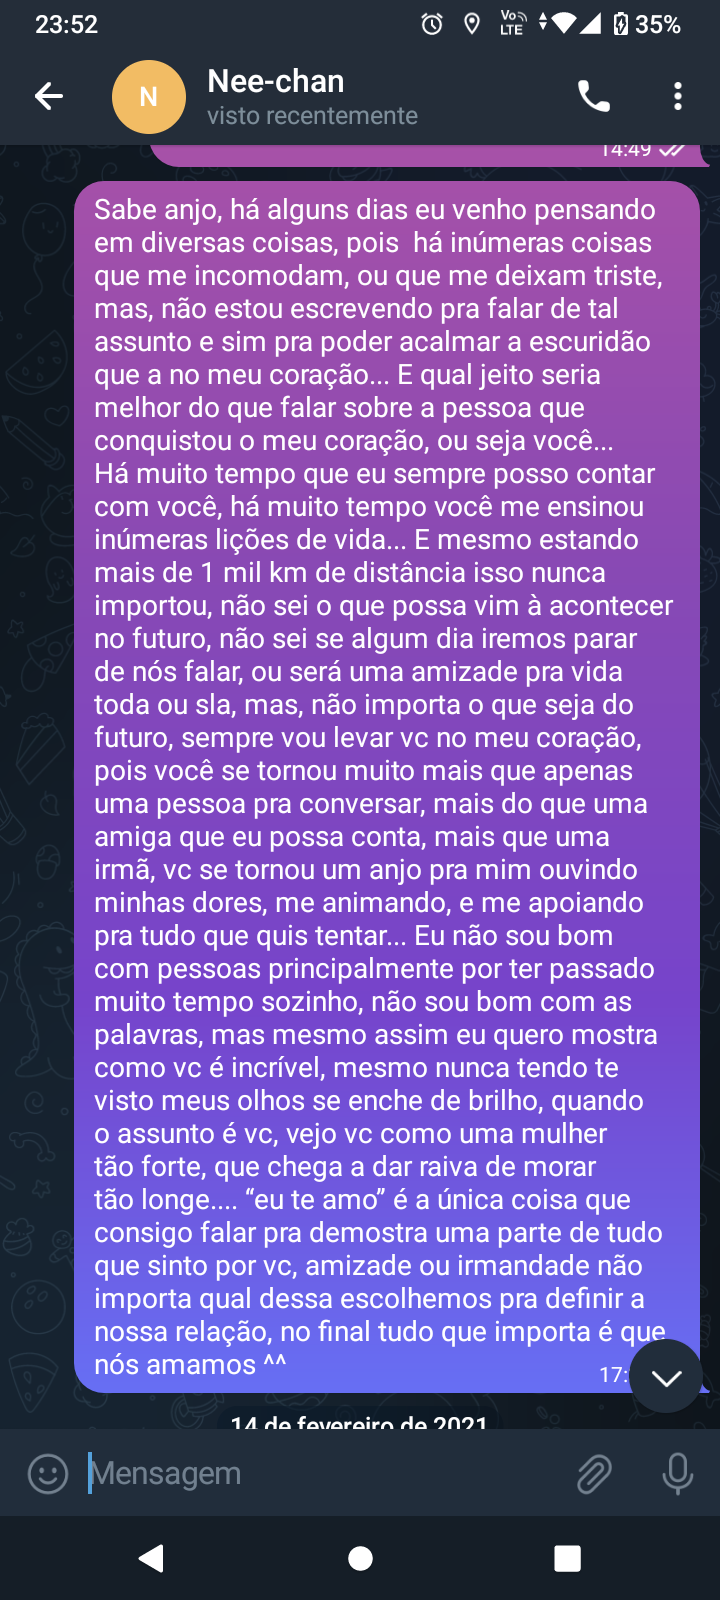 23:52
Vo
LTE
35%
N
Nee-chan
visto recentemente
14:49
Sabe anjo, há alguns dias eu venho pensando
em diversas coisas, pois  há inúmeras coisas
que me incomodam, ou que me deixam triste,
mas, não estou escrevendo pra falar de tal
assunto e sim pra poder acalmar a escuridão
que a no meu coração... E qual jeito seria
melhor do que falar sobre a pessoa que
conquistou o meu coração, ou seja você...
Há muito tempo que eu sempre posso contar
com você, há muito tempo você me ensinou
inúmeras lições de vida... E mesmo estando
mais de 1 mil km de distância isso nunca
importou, não sei o que possa vim à acontecer
no futuro, não sei se algum dia iremos parar
de nós falar, ou será uma amizade pra vida
toda ou sla, mas, não importa o que seja do
futuro, sempre vou levar vc no meu coração,
pois você se tornou muito mais que apenas
uma pessoa pra conversar, mais do que uma
amiga que eu possa conta, mais que uma
irmã, vc se tornou um anjo pra mim ouvindo
minhas dores, me animando, e me apoiando
pra tudo que quis tentar... Eu não sou bom
com pessoas principalmente por ter passado
muito tempo sozinho, não sou bom com as
palavras, mas mesmo assim eu quero mostra
como vc é incrível, mesmo nunca tendo te
visto meus olhos se enche de brilho, quando
o assunto é vc, vejo vc como uma mulher
tão forte, que chega a dar raiva de morar
tão longe.... “eu te amo” é a única coisa que
consigo falar pra demostra uma parte de tudo
que sinto por vc, amizade ou irmandade não
importa qual dessa escolhemos pra definir a
nossa relação, no final tudo que importa é que
nós amamos ^^
17:
14 de fevereiro de 2021
Mensagem